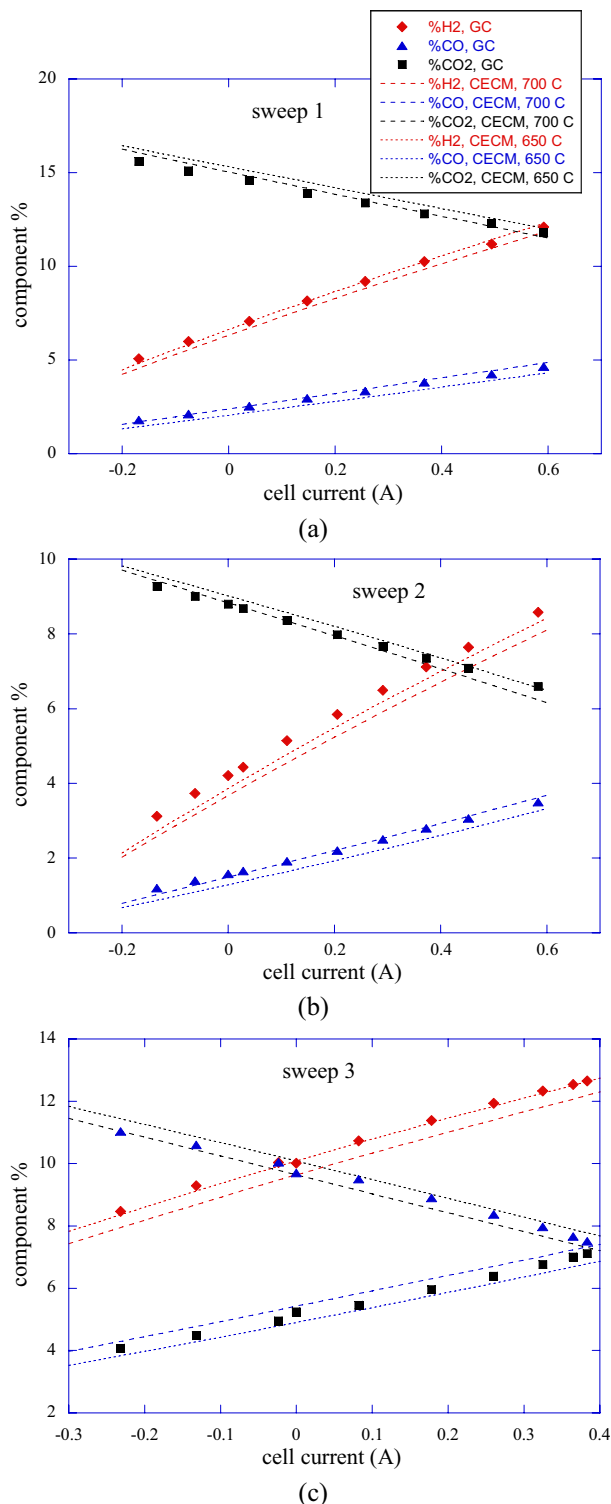 %H2, GC
%CO, GC
%CO2, GC
%H2, CECM, 700 C
%CO, CECM, 700 C
%CO2, CECM, 700 C
%H2, CECM, 650 C
%CO, CECM, 650 C
%CO2, CECM, 650 C
sweep 1
20
15
10
5
0
component %
-0.2 0 0.2 0.4 0.6
cell current (A)
(a)
sweep 2
10
8
6
4
2
0
component %
-0.2 0 0.2 0.4 0.6
cell current (A)
(b)
sweep 3
14
12
10
8
6
4
2
component %
-0.3 -0.2 -0.1 0 0.1 0.2 0.3 0.4
cell current (A)
(c)